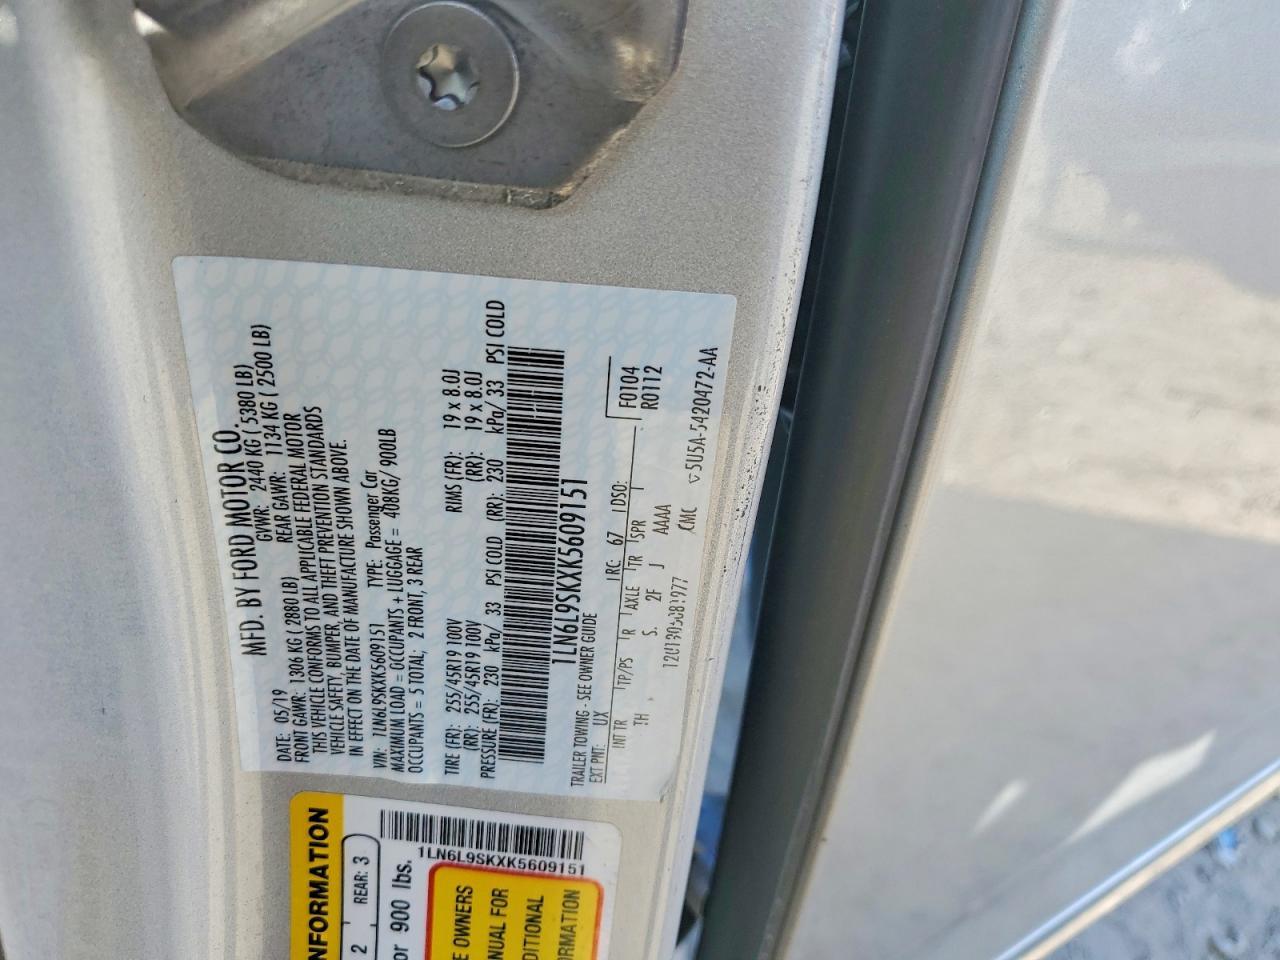 MFD. BY FORD MOTOR CO.
DATE: 05/19 GVWR: 2440 KG ( 5380 LB)
FRONT GAWR: 1306 KG ( 2880 LB) REAR GAWR: 1134 KG ( 2500 LB)
THIS VEHICLE CONFORMS TO ALL APPLICABLE FEDERAL MOTOR
VEHICLE SAFETY, BUMPER, AND THEFT PREVENTION STANDARDS
IN EFFECT ON THE DATE OF MANUFACTURE SHOWN ABOVE.
VIN: 1LN6L9SKXK5609151 TYPE: Passenger Car
MAXIMUM LOAD = OCCUPANTS + LUGGAGE = 408KG/ 900LB
OCCUPANTS = 5 TOTAL; 2 FRONT, 3 REAR
TIRE (FR): 255/45R19 100V RIMS (FR): 19 x 8.0J
(RR): 255/45R19 100V (RR): 19 x 8.0J
PRESSURE (FR): 230 kPa/ 33 PSI COLD (RR): 230 kPa/ 33 PSI COLD
1LN6L9SKXK5609151
TRAILER TOWING - SEE OWNER GUIDE
EXT PNT: UX RC: 67 DSO: F0104
INT TR TP/PS R AXLE TR SPR R0112
TH S. 2F J AAAA
CMC 5U5A-5420472-AA
NFORMATION
2 REAR: 3
or 900 lbs.
1LN6L9SKXK5609151
E OWNERS
NUAL FOR
DITIONAL
ORMATION